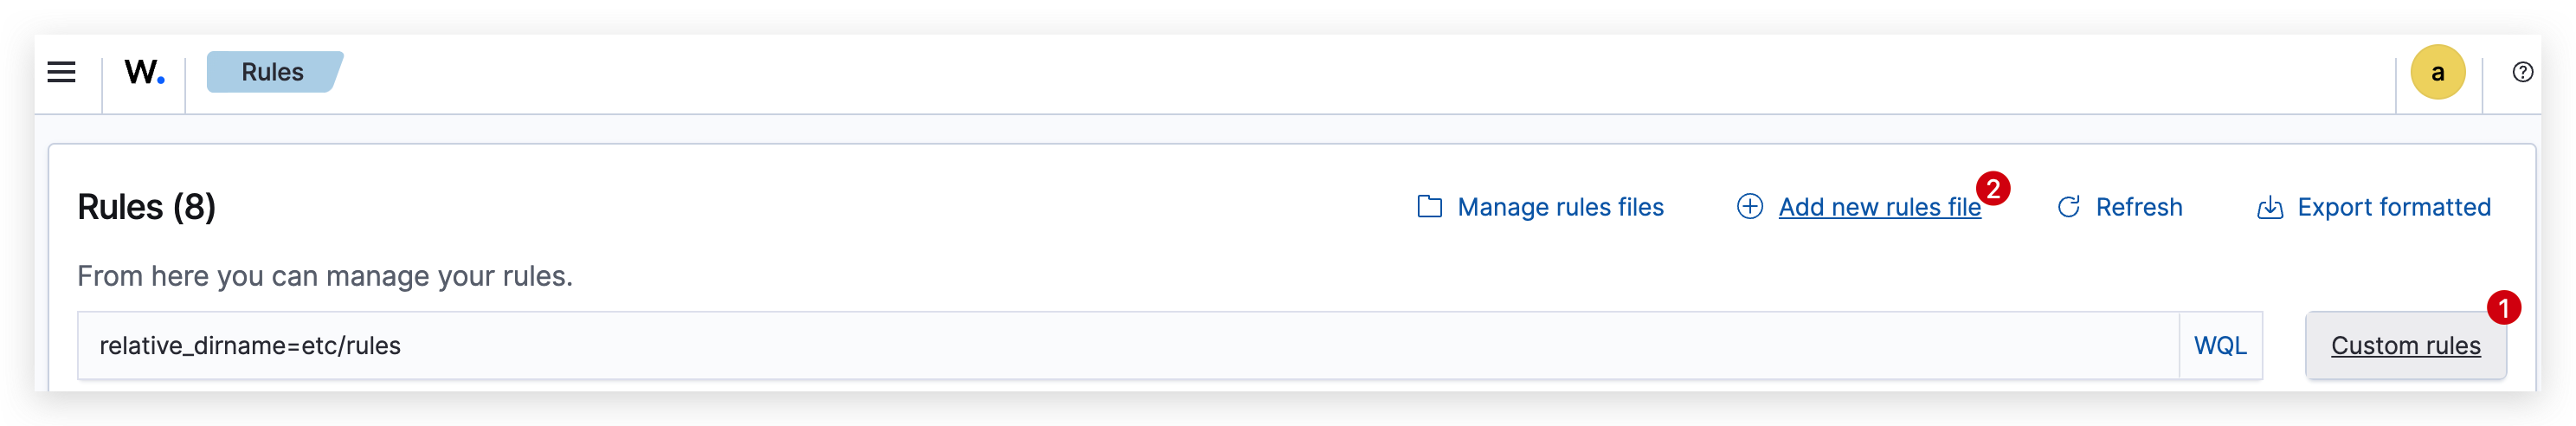 W. Rules a ?
Rules (8) Manage rules files Add new rules file 2 Refresh Export formatted
From here you can manage your rules.
1
relative_dirname=etc/rules WQL Custom rules